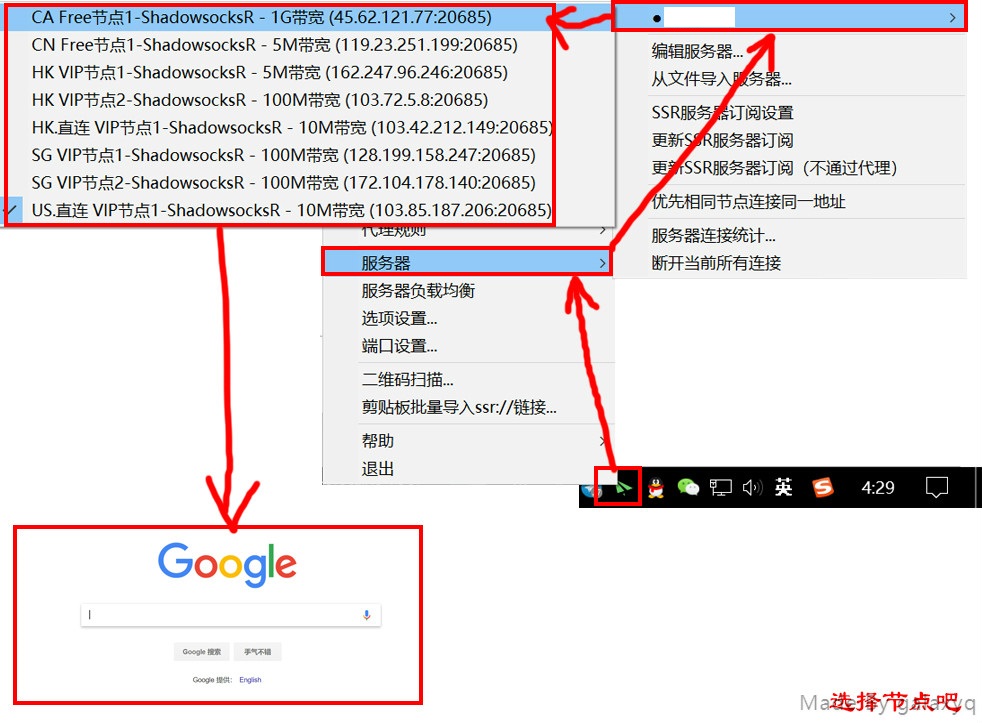 CA Free节点1-ShadowsocksR - 1G带宽 (45.62.121.77:20685)
CN Free节点1-ShadowsocksR - 5M带宽 (119.23.251.199:20685)
HK VIP节点1-ShadowsocksR - 5M带宽 (162.247.96.246:20685)
HK VIP节点2-ShadowsocksR - 100M带宽 (103.72.5.8:20685)
HK.直连 VIP节点1-ShadowsocksR - 10M带宽 (103.42.212.149:20685)
SG VIP节点1-ShadowsocksR - 100M带宽 (128.199.158.247:20685)
SG VIP节点2-ShadowsocksR - 100M带宽 (172.104.178.140:20685)
US.直连 VIP节点1-ShadowsocksR - 10M带宽 (103.85.187.206:20685)
编辑服务器...
从文件导入服务器...
SSR服务器订阅设置
更新SSR服务器订阅
更新SSR服务器订阅（不通过代理）
优先相同节点连接同一地址
服务器连接统计...
断开当前所有连接
代理规则
服务器
服务器负载均衡
选项设置...
端口设置...
二维码扫描...
剪贴板批量导入ssr://链接...
帮助
退出
英
4:29
Google
Google 搜索
手气不错
Google 提供： English
选择节点吧